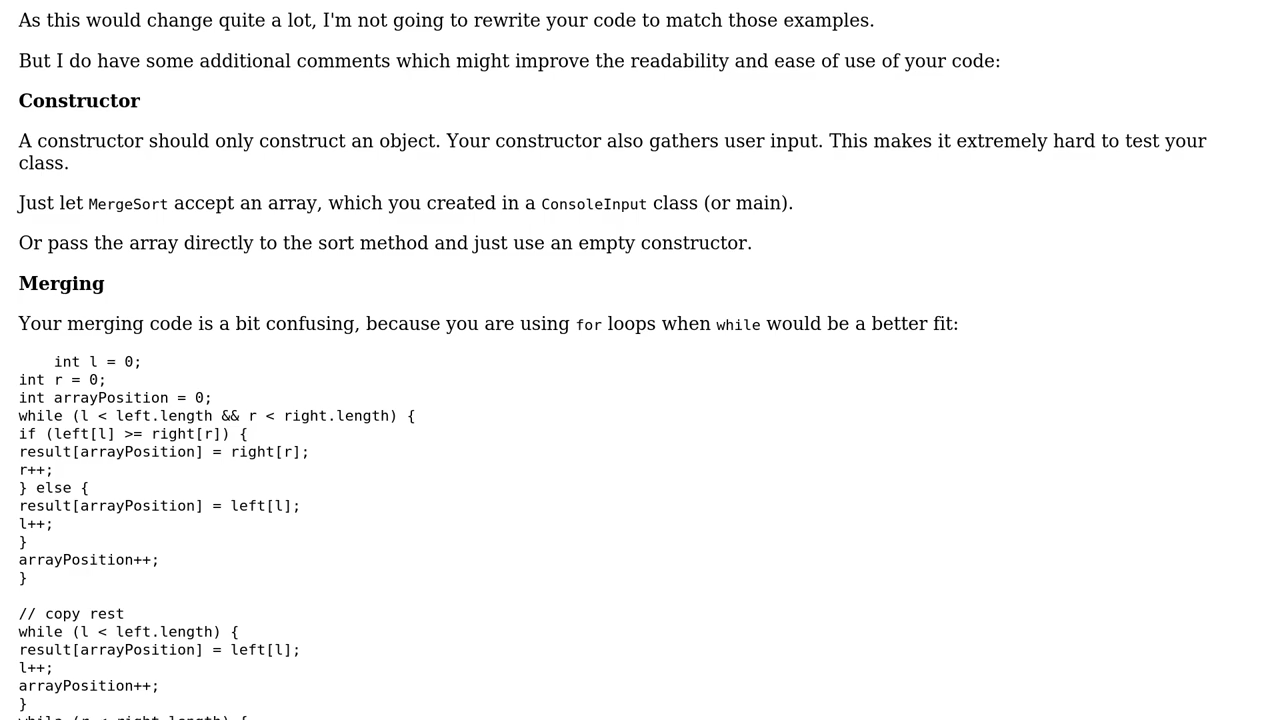 As this would change quite a lot, I'm not going to rewrite your code to match those examples.
But I do have some additional comments which might improve the readability and ease of use of your code:
Constructor
A constructor should only construct an object. Your constructor also gathers user input. This makes it extremely hard to test your
class.
Just let MergeSort accept an array, which you created in a ConsoleInput class (or main).
Or pass the array directly to the sort method and just use an empty constructor.
Merging
Your merging code is a bit confusing, because you are using for loops when while would be a better fit:
    int l = 0;
int r = 0;
int arrayPosition = 0;
while (l < left.length && r < right.length) {
if (left[l] >= right[r]) {
result[arrayPosition] = right[r];
r++;
} else {
result[arrayPosition] = left[l];
l++;
}
arrayPosition++;
}
// copy rest
while (l < left.length) {
result[arrayPosition] = left[l];
l++;
arrayPosition++;
}
while (r < right.length) {